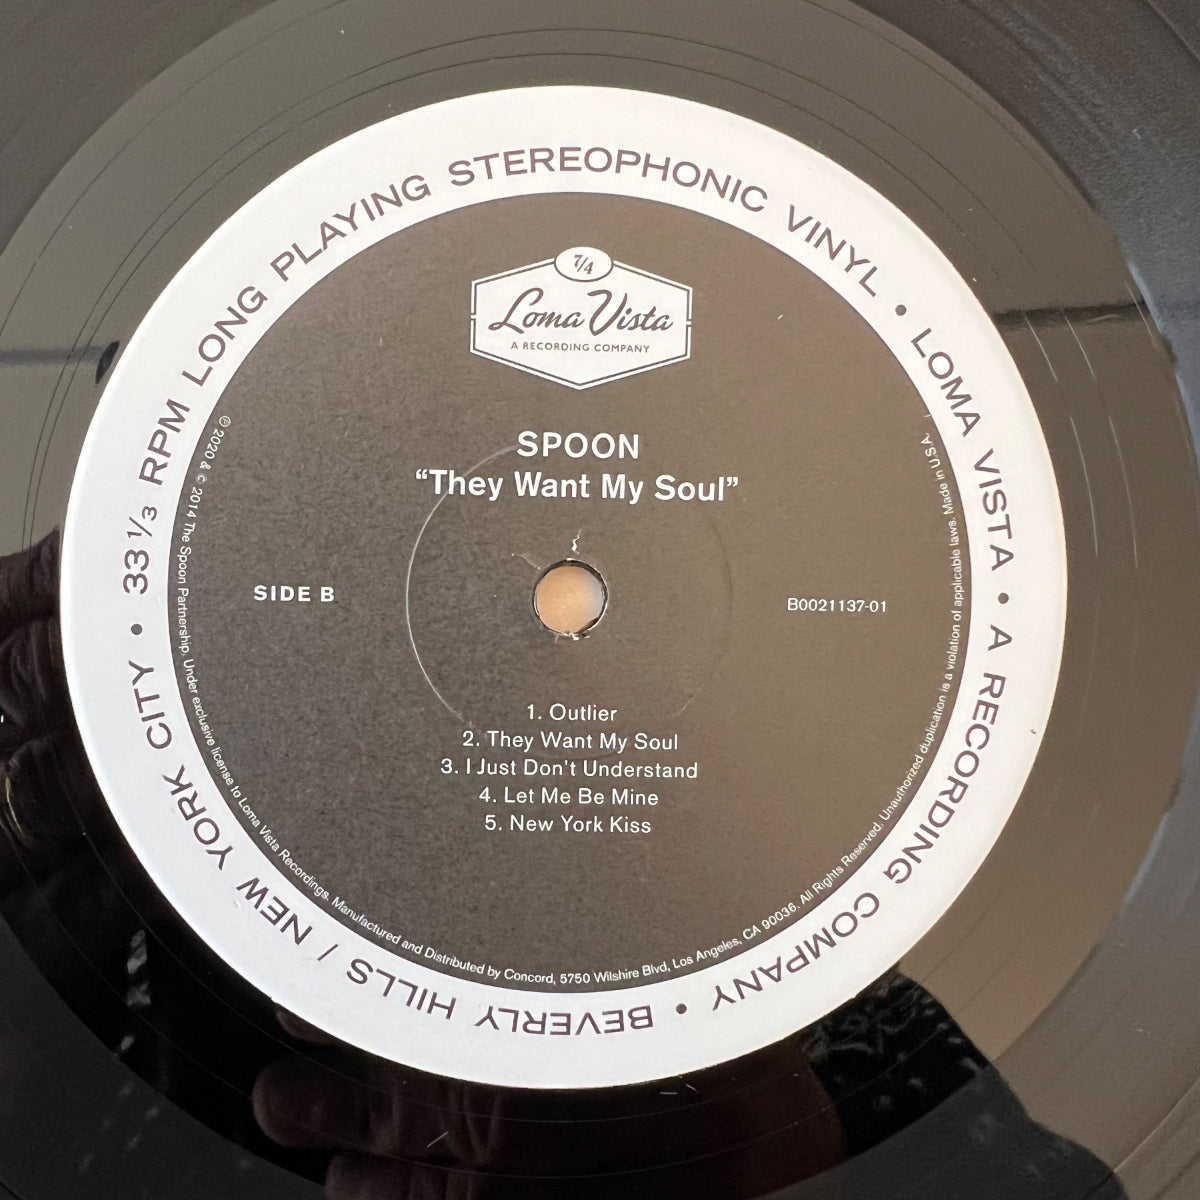 33 1/3 RPM LONG PLAYING STEREOPHONIC VINYL • LOMA VISTA • A RECORDING COMPANY • BEVERLY HILLS / NEW YORK CITY •
7/4
Loma Vista
A RECORDING COMPANY
SPOON
“They Want My Soul”
SIDE B
B0021137-01
1. Outlier
2. They Want My Soul
3. I Just Don't Understand
4. Let Me Be Mine
5. New York Kiss
℗ 2020 & © 2014 The Spoon Partnership. Under exclusive license to Loma Vista Recordings. Manufactured and Distributed by Concord, 5750 Wilshire Blvd, Los Angeles, CA 90036. All Rights Reserved. Unauthorized duplication is a violation of applicable laws. Made in U.S.A.